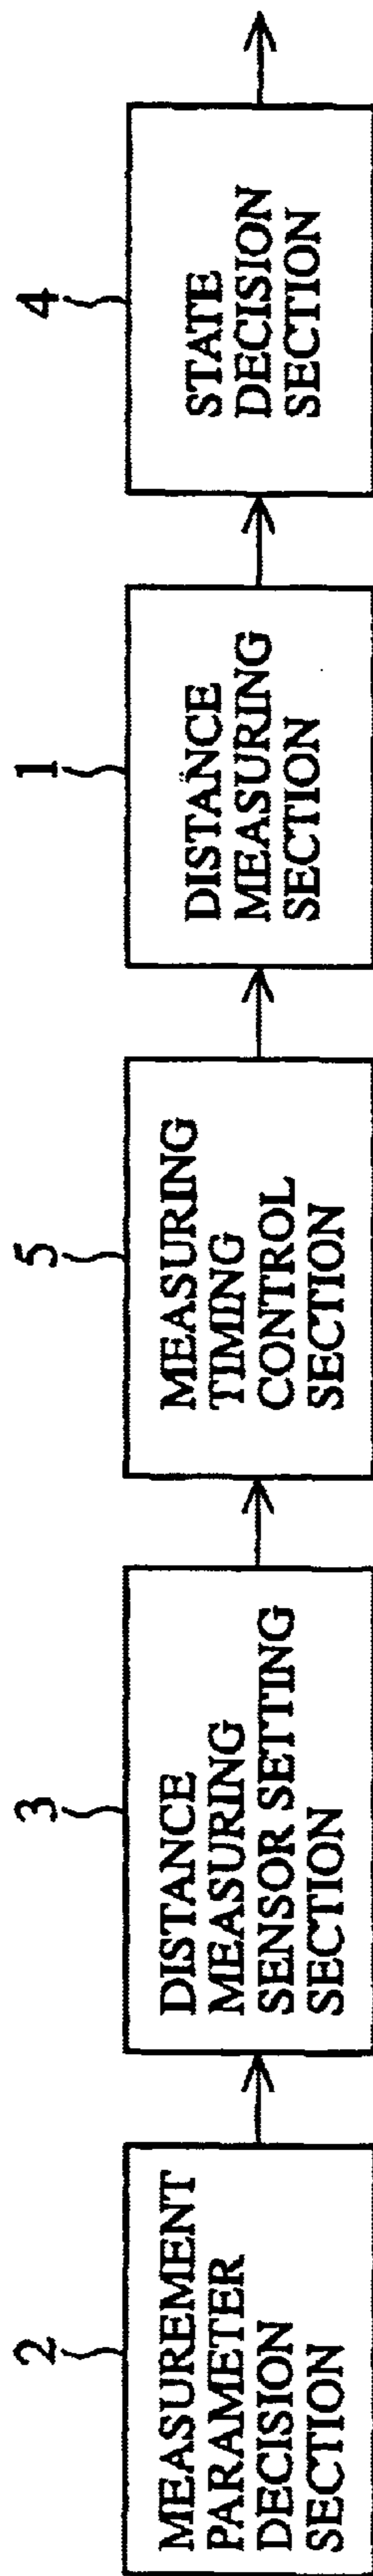 2
MEASUREMENT
PARAMETER
DECISION
SECTION
3
DISTANCE
MEASURING
SENSOR SETTING
SECTION
5
MEASURING
TIMING
CONTROL
SECTION
1
DISTANCE
MEASURING
SECTION
4
STATE
DECISION
SECTION